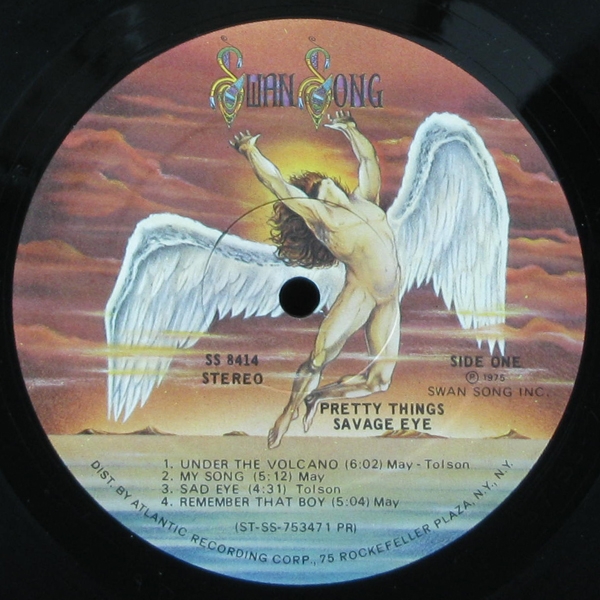 SWAN SONG
SS 8414
STEREO
SIDE ONE
℗ 1975
SWAN SONG INC.
PRETTY THINGS
SAVAGE EYE
1. UNDER THE VOLCANO (6:02) May - Tolson
2. MY SONG (5:12) May
3. SAD EYE (4:31) Tolson
4. REMEMBER THAT BOY (5:04) May
(ST-SS-753471 PR)
DIST. BY ATLANTIC RECORDING CORP., 75 ROCKEFELLER PLAZA, N.Y., N.Y.